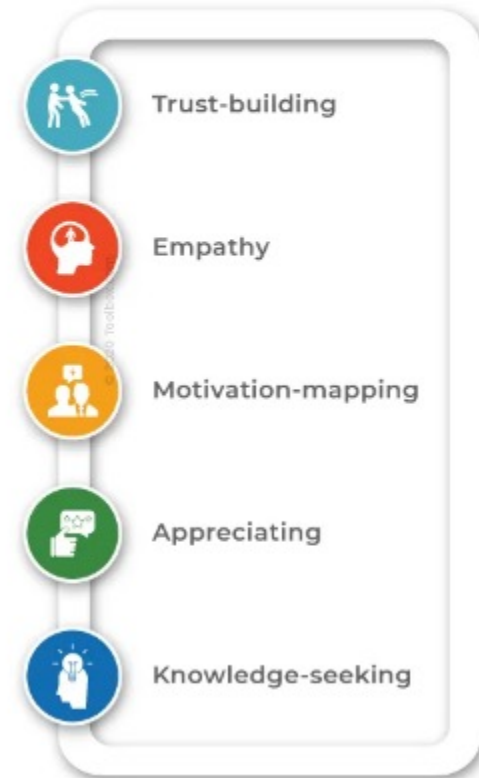 Trust-building
Empathy
Motivation-mapping
Appreciating
Knowledge-seeking